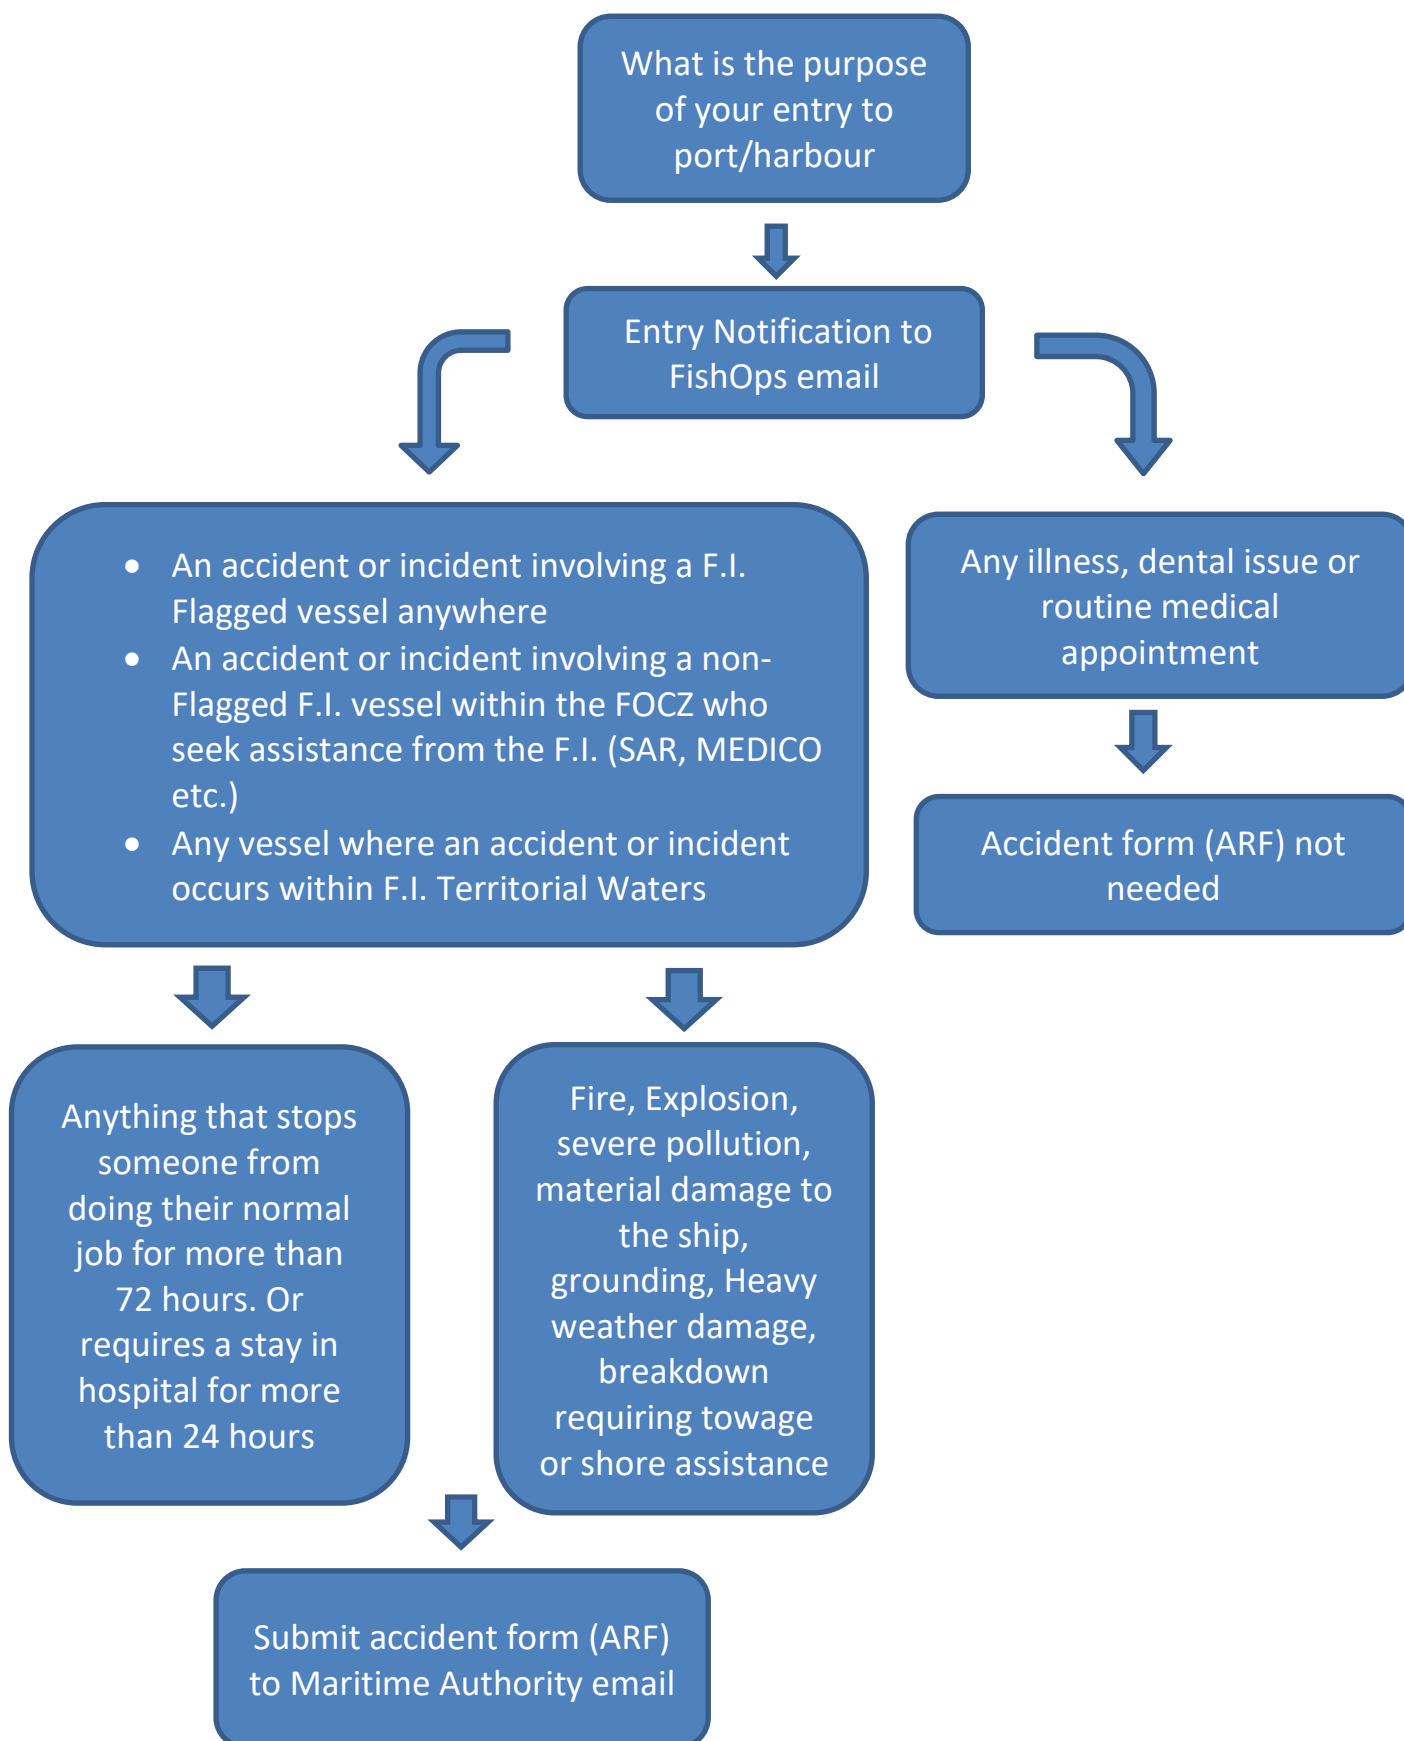 What is the purpose
of your entry to
port/harbour
Entry Notification to
FishOps email
• An accident or incident involving a F.I.
Flagged vessel anywhere
• An accident or incident involving a non-
Flagged F.I. vessel within the FOCZ who
seek assistance from the F.I. (SAR, MEDICO
etc.)
• Any vessel where an accident or incident
occurs within F.I. Territorial Waters
Any illness, dental issue or
routine medical
appointment
Accident form (ARF) not
needed
Anything that stops
someone from
doing their normal
job for more than
72 hours. Or
requires a stay in
hospital for more
than 24 hours
Fire, Explosion,
severe pollution,
material damage to
the ship,
grounding, Heavy
weather damage,
breakdown
requiring towage
or shore assistance
Submit accident form (ARF)
to Maritime Authority email